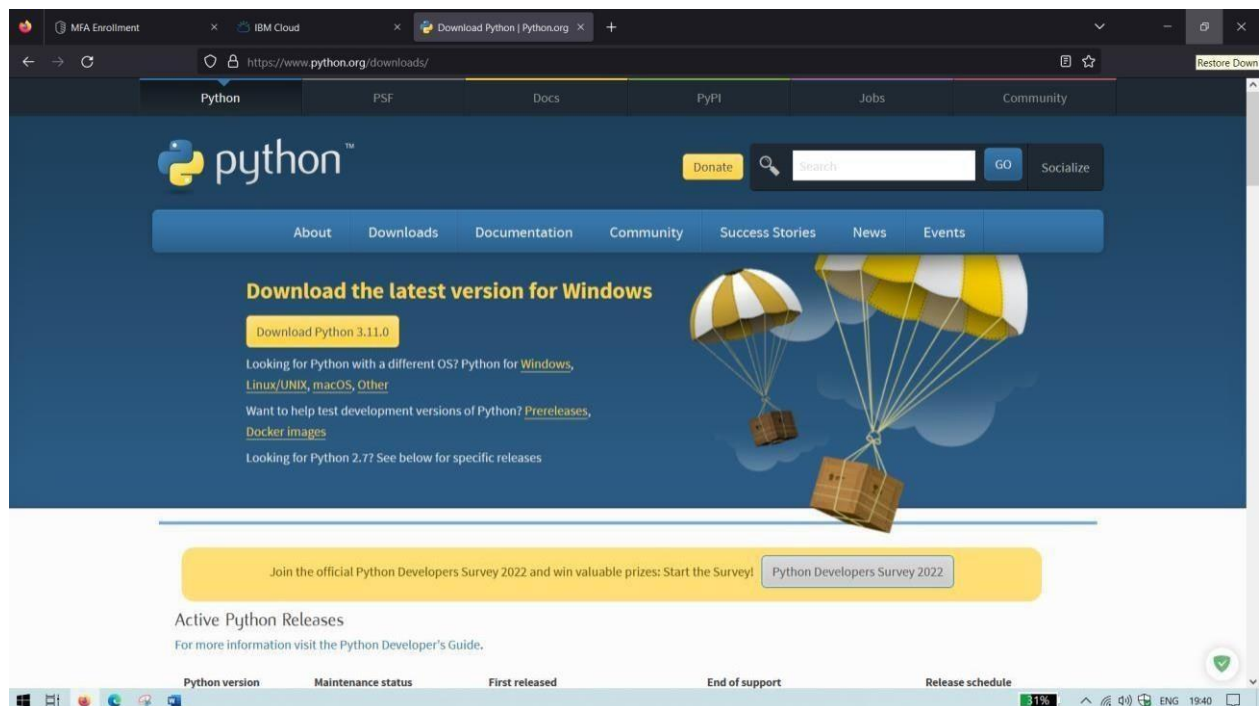 MFA Enrollment
IBM Cloud
Download Python | Python.org
https://www.python.org/downloads/
Restore Down
Python
PSF
Docs
PyPI
Jobs
Community
python™
Donate
Search
GO
Socialize
About
Downloads
Documentation
Community
Success Stories
News
Events
Download the latest version for Windows
Download Python 3.11.0
Looking for Python with a different OS? Python for Windows,
Linux/UNIX, macOS, Other
Want to help test development versions of Python? Prereleases,
Docker images
Looking for Python 2.7? See below for specific releases
Join the official Python Developers Survey 2022 and win valuable prizes: Start the Survey!
Python Developers Survey 2022
Active Python Releases
For more information visit the Python Developer's Guide.
Python version
Maintenance status
First released
End of support
Release schedule
31%
ENG
19:40